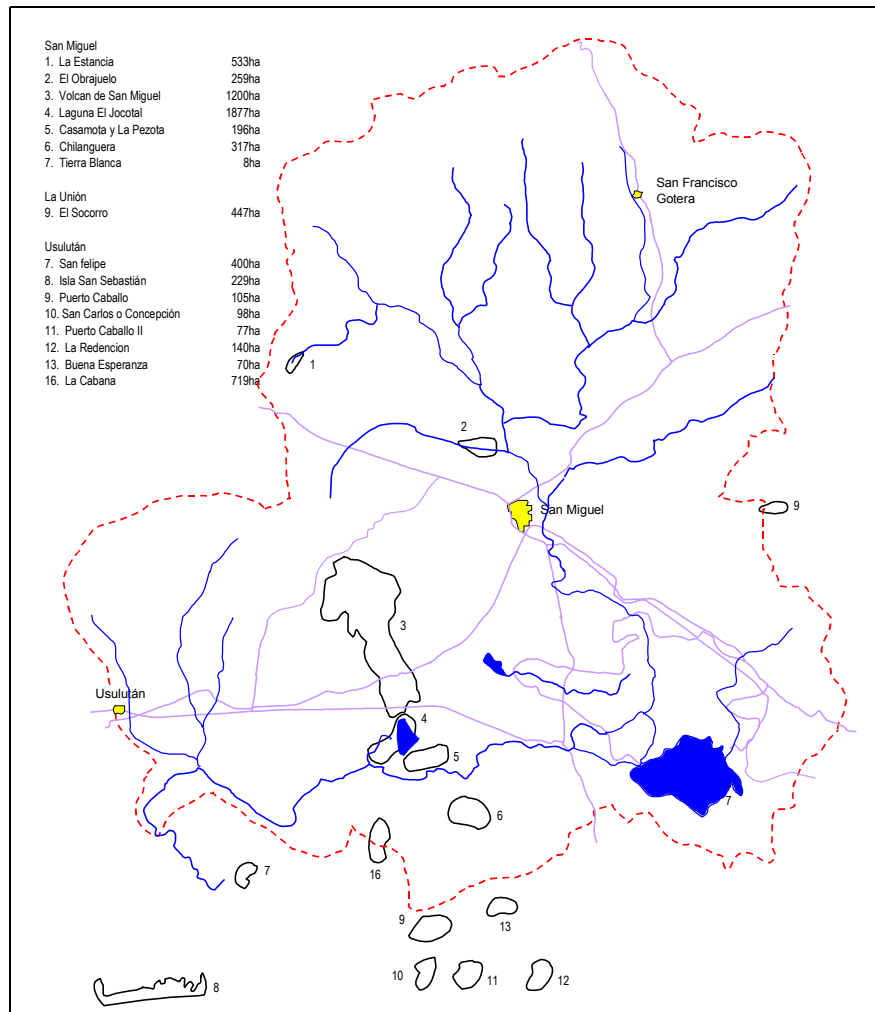 San Miguel
1. La Estancia 533ha
2. El Obrajuelo 259ha
3. Volcan de San Miguel 1200ha
4. Laguna El Jocotal 1877ha
5. Casamota y La Pezota 196ha
6. Chilanguera 317ha
7. Tierra Blanca 8ha
La Unión
9. El Socorro 447ha
Usulután
7. San felipe 400ha
8. Isla San Sebastián 229ha
9. Puerto Caballo 105ha
10. San Carlos o Concepción 98ha
11. Puerto Caballo II 77ha
12. La Redencion 140ha
13. Buena Esperanza 70ha
16. La Cabana 719ha
San Francisco
Gotera
1
2
San Miguel
9
3
Usulután
4
5
7
6
16
7
9
13
10
11
12
8